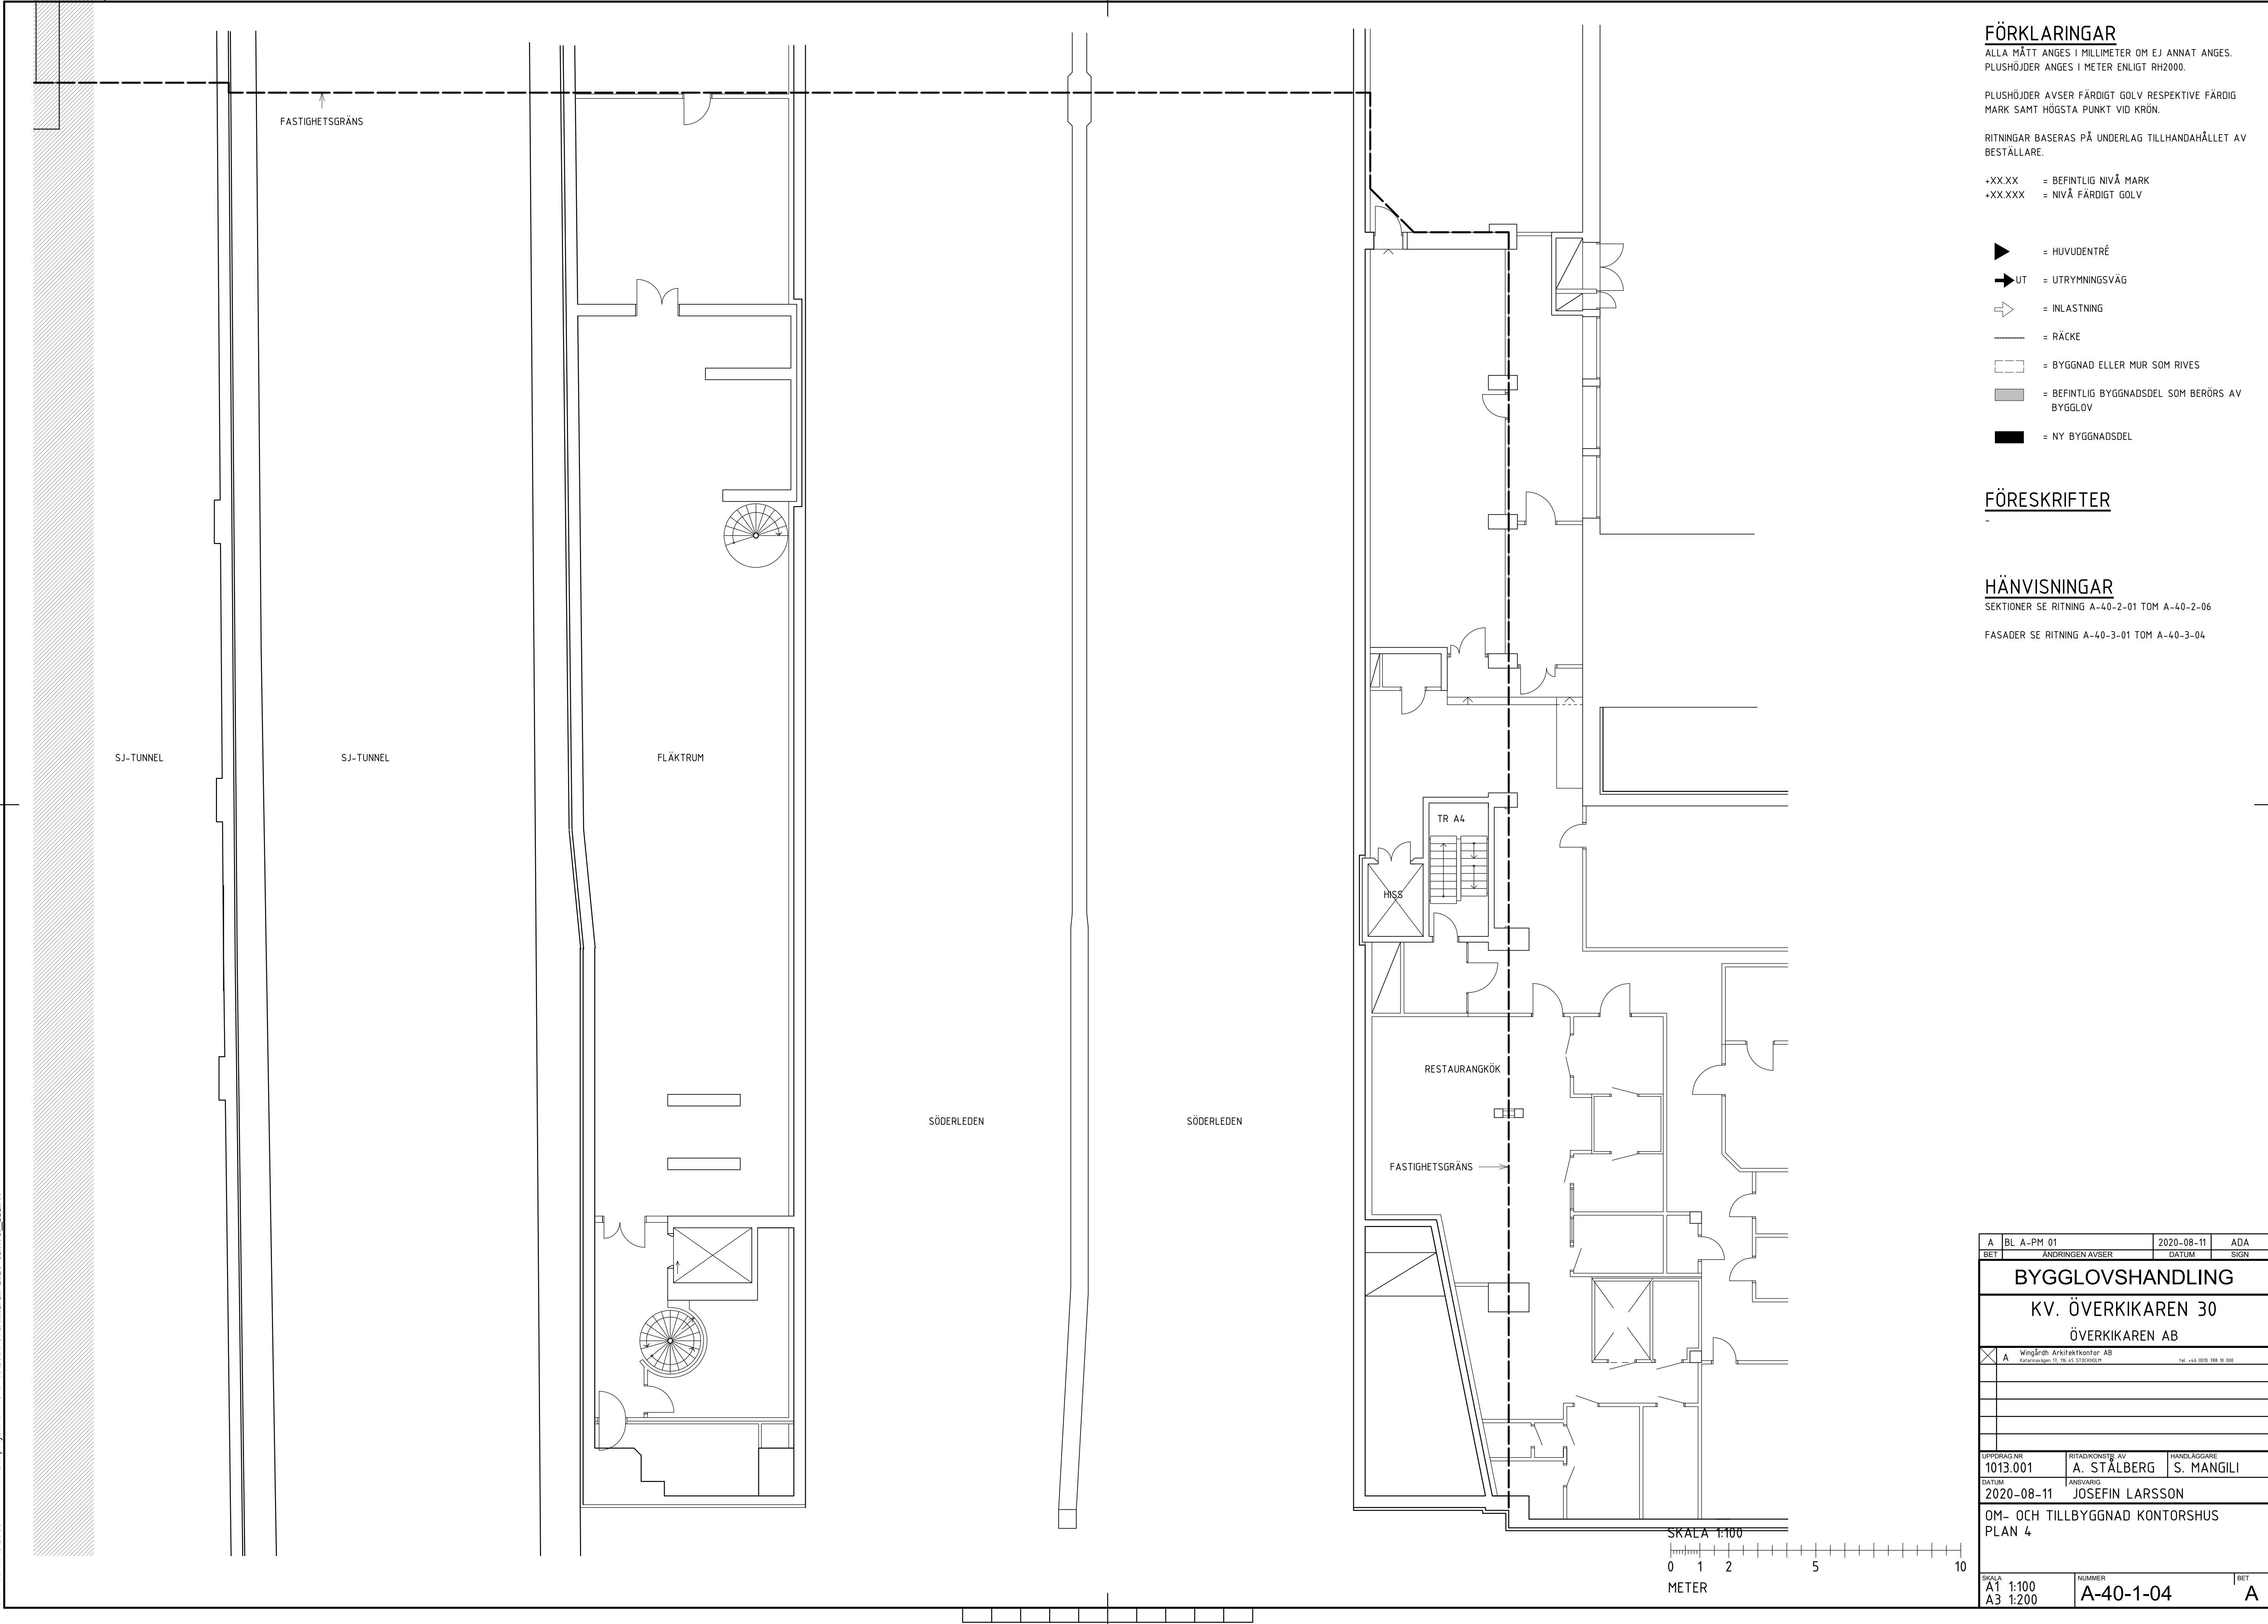 FASTIGHETSGRÄNS
SJ-TUNNEL
SJ-TUNNEL
FLÄKTRUM
SÖDERLEDEN
SÖDERLEDEN
TR A4
HISS
RESTAURANGKÖK
FASTIGHETSGRÄNS
SKALA 1:100
0 1 2 5 10
METER
FÖRKLARINGAR
ALLA MÅTT ANGES I MILLIMETER OM EJ ANNAT ANGES.
PLUSHÖJDER ANGES I METER ENLIGT RH2000.
PLUSHÖJDER AVSER FÄRDIGT GOLV RESPEKTIVE FÄRDIG
MARK SAMT HÖGSTA PUNKT VID KRÖN.
RITNINGAR BASERAS PÅ UNDERLAG TILLHANDAHÅLLET AV
BESTÄLLARE.
+XX.XX = BEFINTLIG NIVÅ MARK
+XX.XXX = NIVÅ FÄRDIGT GOLV
= HUVUDENTRÉ
UT = UTRYMNINGSVÄG
= INLASTNING
= RÄCKE
= BYGGNAD ELLER MUR SOM RIVES
= BEFINTLIG BYGGNADSDEL SOM BERÖRS AV
BYGGLOV
= NY BYGGNADSDEL
FÖRESKRIFTER
-
HÄNVISNINGAR
SEKTIONER SE RITNING A-40-2-01 TOM A-40-2-06
FASADER SE RITNING A-40-3-01 TOM A-40-3-04
A BL A-PM 01 2020-08-11 ADA
BET ÄNDRINGEN AVSER DATUM SIGN
BYGGLOVSHANDLING
KV. ÖVERKIKAREN 30
ÖVERKIKAREN AB
A Wingårdh Arkitektkontor AB
Katarinavägen 17, 116 45 STOCKHOLM
UPPDRAG.NR RITAD/KONSTR. AV HANDLÄGGARE
1013.001 A. STÅLBERG S. MANGILI
DATUM ANSVARIG
2020-08-11 JOSEFIN LARSSON
OM- OCH TILLBYGGNAD KONTORSHUS
PLAN 4
SKALA NUMMER BET
A1 1:100
A3 1:200
A-40-1-04 A